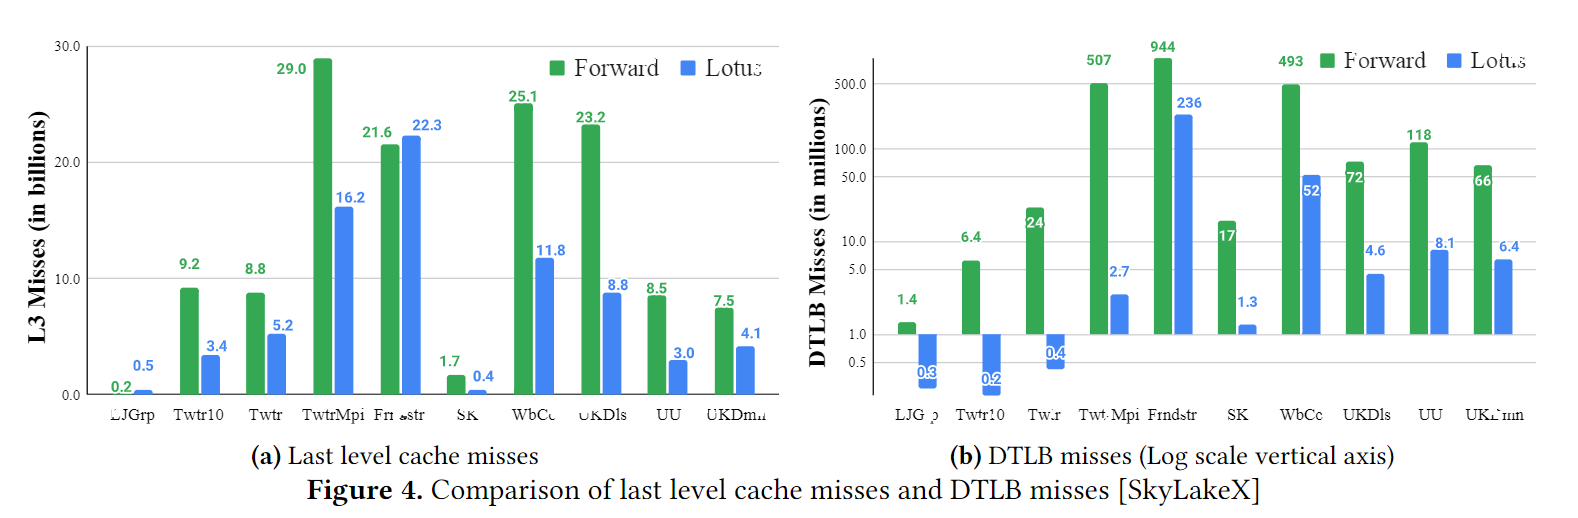 30.0
20.0
10.0
0.0
L3 Misses (in billions)
Forward Lotus
0.2 0.5 9.2 3.4 8.8 5.2 29.0 16.2 21.6 22.3 1.7 0.4 25.1 11.8 23.2 8.8 8.5 3.0 7.5 4.1
Twtr10 Twtr TwtrMpi SK UU
(a) Last level cache misses
500.0
100.0
50.0
10.0
5.0
1.0
0.5
DTLB Misses (in millions)
Forward Lotus
1.4 0.3 6.4 0.2 24 0.4 507 2.7 944 236 17 1.3 493 52 72 4.6 118 8.1 66 6.4
Twtr10 Frndstr SK WbCc UKDls UU
(b) DTLB misses (Log scale vertical axis)
Figure 4. Comparison of last level cache misses and DTLB misses [SkyLakeX]